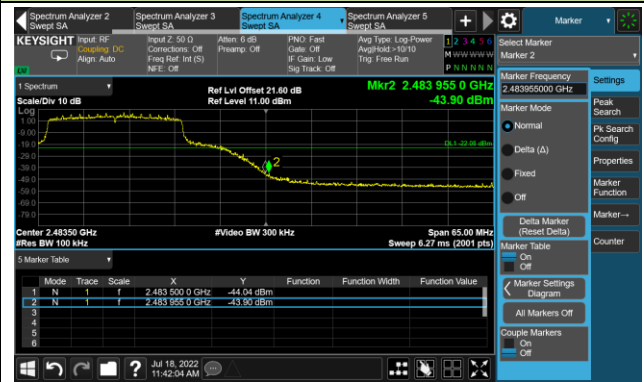 Spectrum Analyzer 2
Swept SA
Spectrum Analyzer 3
Swept SA
Spectrum Analyzer 4
Swept SA
Spectrum Analyzer 5
Swept SA
Marker
KEYSIGHT
Input: RF
Coupling: DC
Align: Auto
Input Z: 50 Ω
Corrections: Off
Freq Ref: Int (S)
NFE: Off
Atten: 6 dB
Preamp: Off
PNO: Fast
Gate: Off
IF Gain: Low
Sig Track: Off
Avg Type: Log-Power
Avg|Hold:>10/10
Trig: Free Run
1 2 3 4 5 6
M W W W W W
P N N N N N
LVI
Select Marker
Marker 2
1 Spectrum
Scale/Div 10 dB
Log
Ref Lvl Offset 21.60 dB
Ref Level 11.00 dBm
Mkr2 2.483 955 0 GHz
-43.90 dBm
1.00
-9.00
-19.0
-29.0
-39.0
-49.0
-59.0
-69.0
-79.0
DL1 -22.08 dBm
2
Center 2.48350 GHz
#Res BW 100 kHz
#Video BW 300 kHz
Span 65.00 MHz
Sweep 6.27 ms (2001 pts)
5 Marker Table
Mode Trace Scale X Y Function Function Width Function Value
1 N 1 f 2.483 500 0 GHz -44.04 dBm
2 N 1 f 2.483 955 0 GHz -43.90 dBm
3
4
5
6
Marker Frequency
2.483955000 GHz
Marker Mode
Normal
Delta (Δ)
Fixed
Off
Delta Marker
(Reset Delta)
Marker Table
On
Off
Marker Settings
Diagram
All Markers Off
Couple Markers
On
Off
Settings
Peak
Search
Pk Search
Config
Properties
Marker
Function
Marker→
Counter
?
Jul 18, 2022
11:42:04 AM